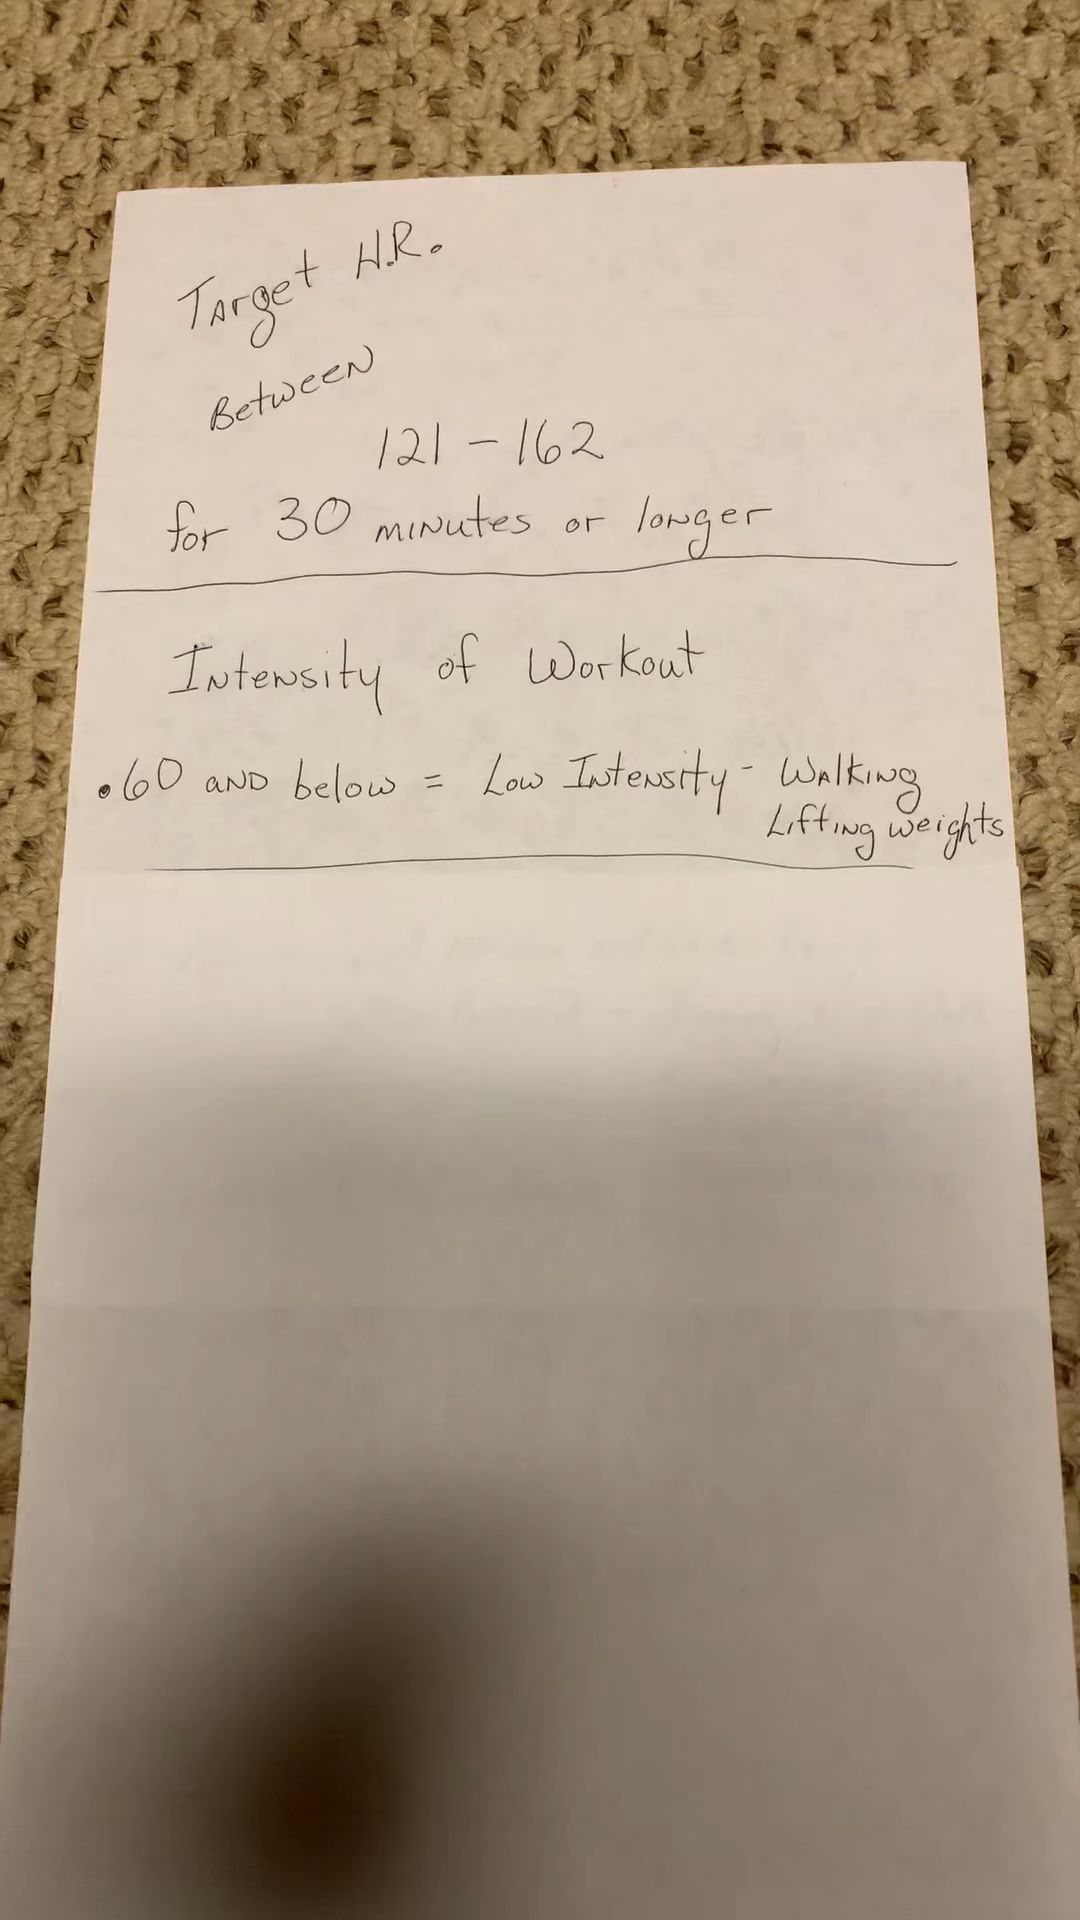 Target H.R.
Between
121 - 162
for 30 minutes or longer
Intensity of Workout
.60 and below = Low Intensity - Walking
Lifting weights